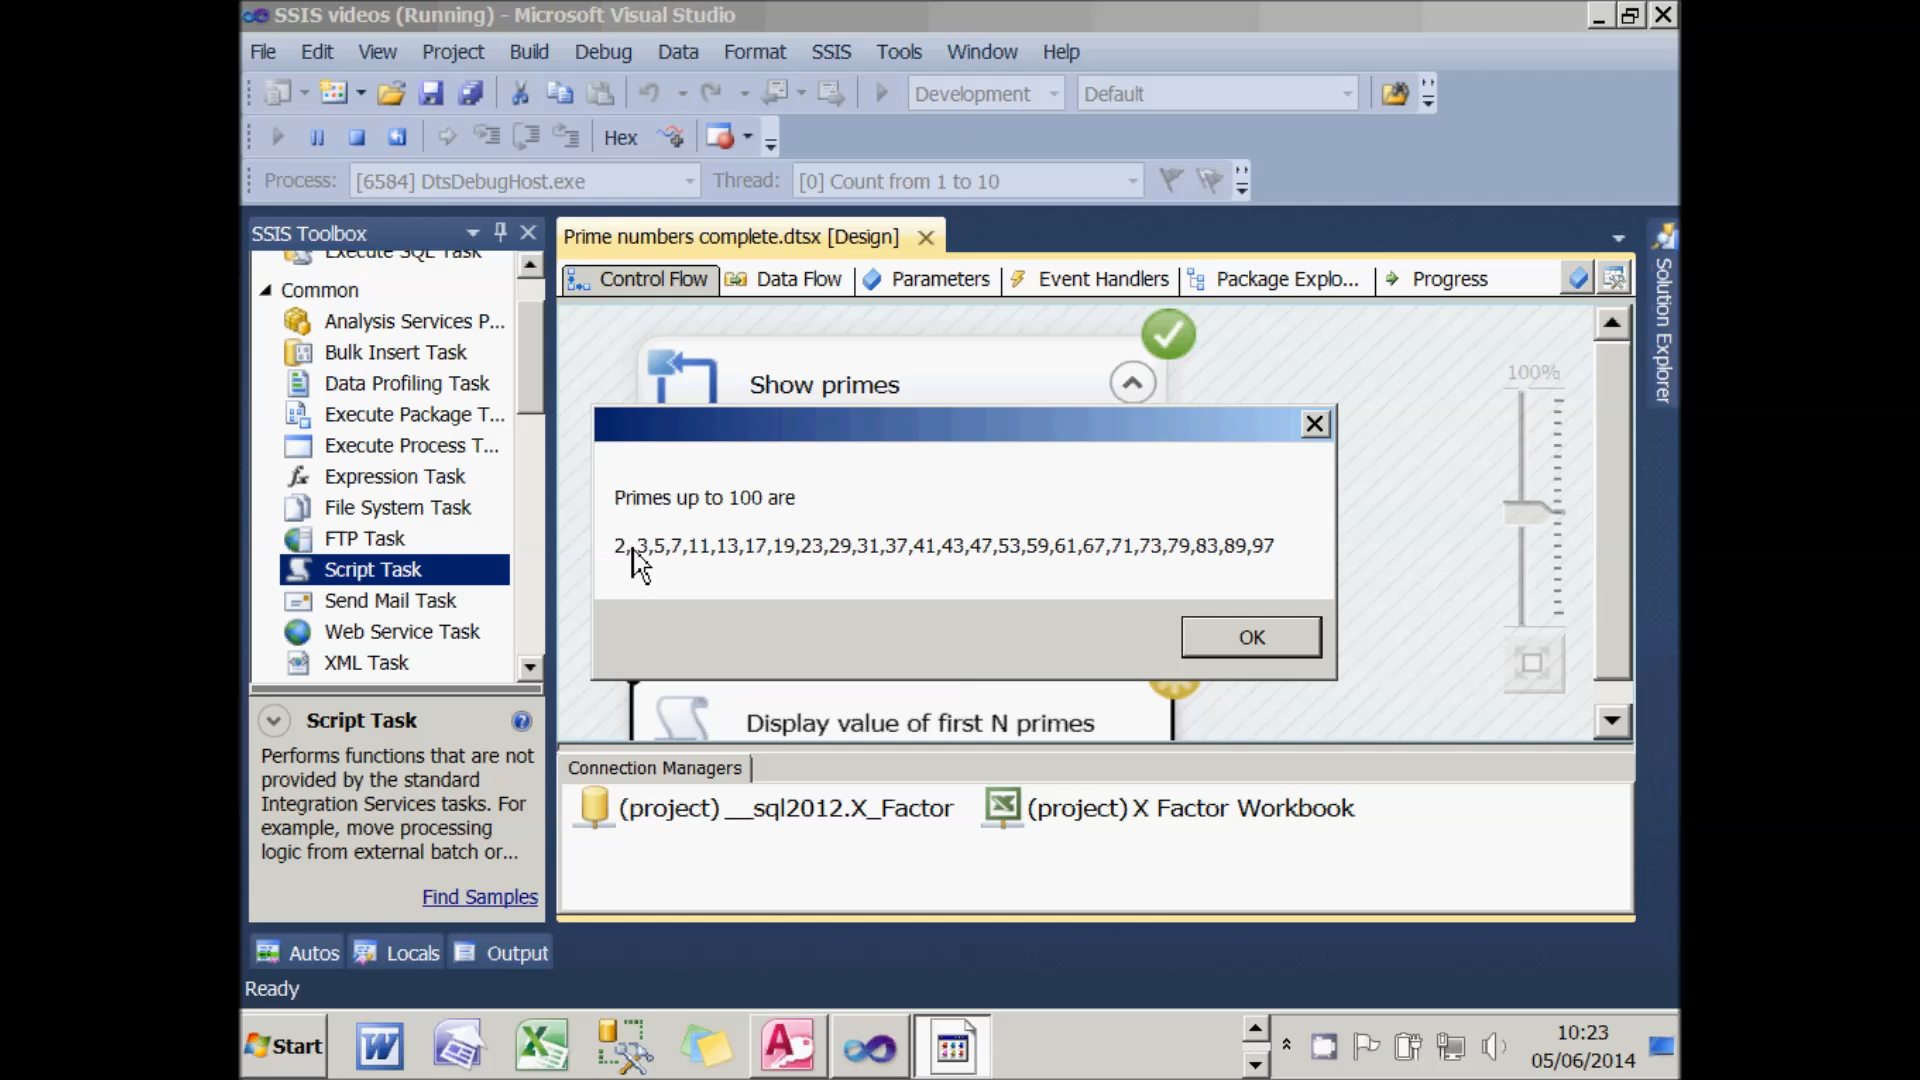 SSIS videos (Running) - Microsoft Visual Studio
File Edit View Project Build Debug Data Format SSIS Tools Window Help
Development Default
Hex
Process: [6584] DtsDebugHost.exe Thread: [0] Count from 1 to 10
SSIS Toolbox
Execute SQL Task
Common
Analysis Services P...
Bulk Insert Task
Data Profiling Task
Execute Package T...
Execute Process T...
Expression Task
File System Task
FTP Task
Script Task
Send Mail Task
Web Service Task
XML Task
Script Task
Performs functions that are not
provided by the standard
Integration Services tasks. For
example, move processing
logic from external batch or...
Find Samples
Prime numbers complete.dtsx [Design]
Control Flow Data Flow Parameters Event Handlers Package Explo... Progress
Show primes
100%
Primes up to 100 are
2,,3,5,7,11,13,17,19,23,29,31,37,41,43,47,53,59,61,67,71,73,79,83,89,97
OK
Display value of first N primes
Connection Managers
(project) __sql2012.X_Factor (project) X Factor Workbook
Solution Explorer
Autos Locals Output
Ready
Start
10:23
05/06/2014